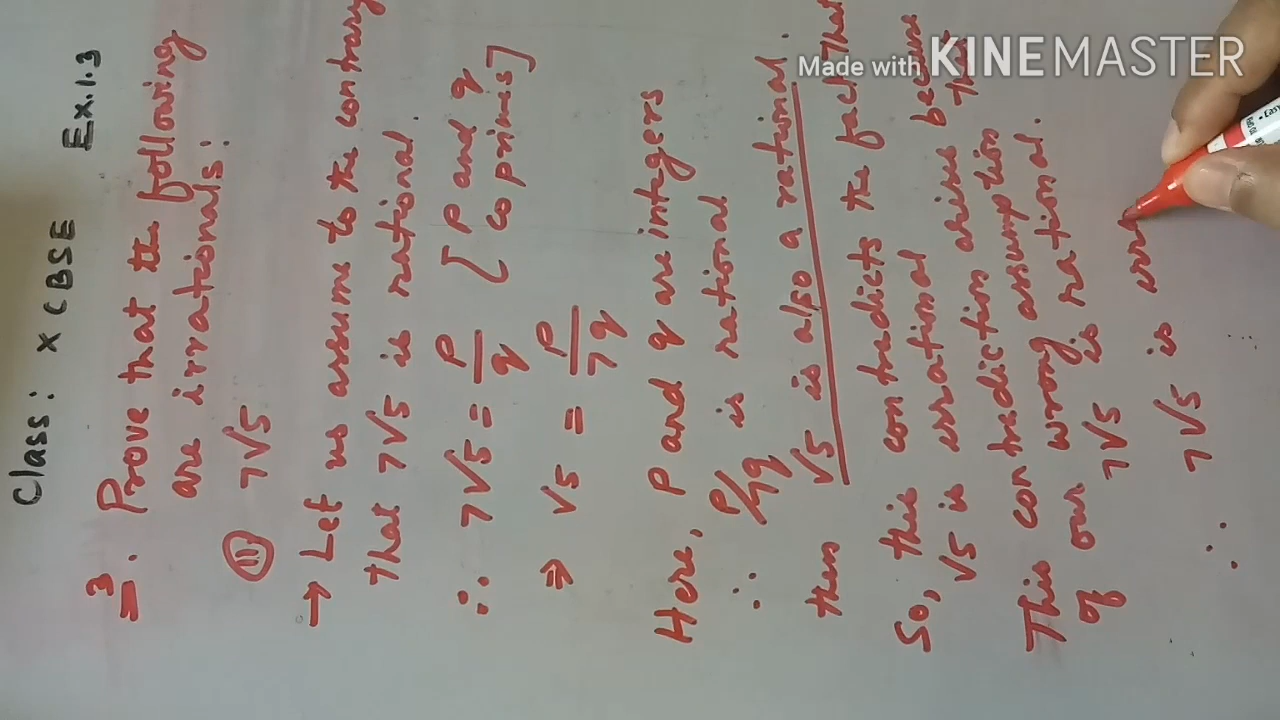 Class: X CBSE Ex.1.3
3. Prove that the following
are irrationals:
(ii) 7√5
→ Let us assume to the contrary
that 7√5 is rational.
∴ 7√5 = p/q [P and q
co primes]
⇒ √5 = p/7q
Here, p and q are integers
∴ p/7q is rational
then √5 is also a rational.
So, this contradicts the fact that
√5 is irrational
This contradiction arises because
of our wrong assumption that
7√5 is rational.
∴ 7√5 is irra
Made with KINEMASTER